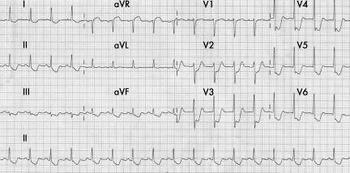 I aVR V1 V4
II aVL V2 V5
III aVF V3 V6
II